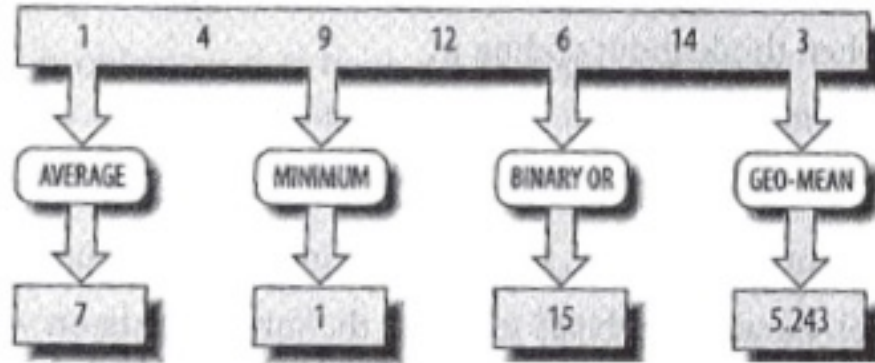 1 4 9 12 6 14 3
AVERAGE MINIMUM BINARY OR GEO-MEAN
7 1 15 5.243